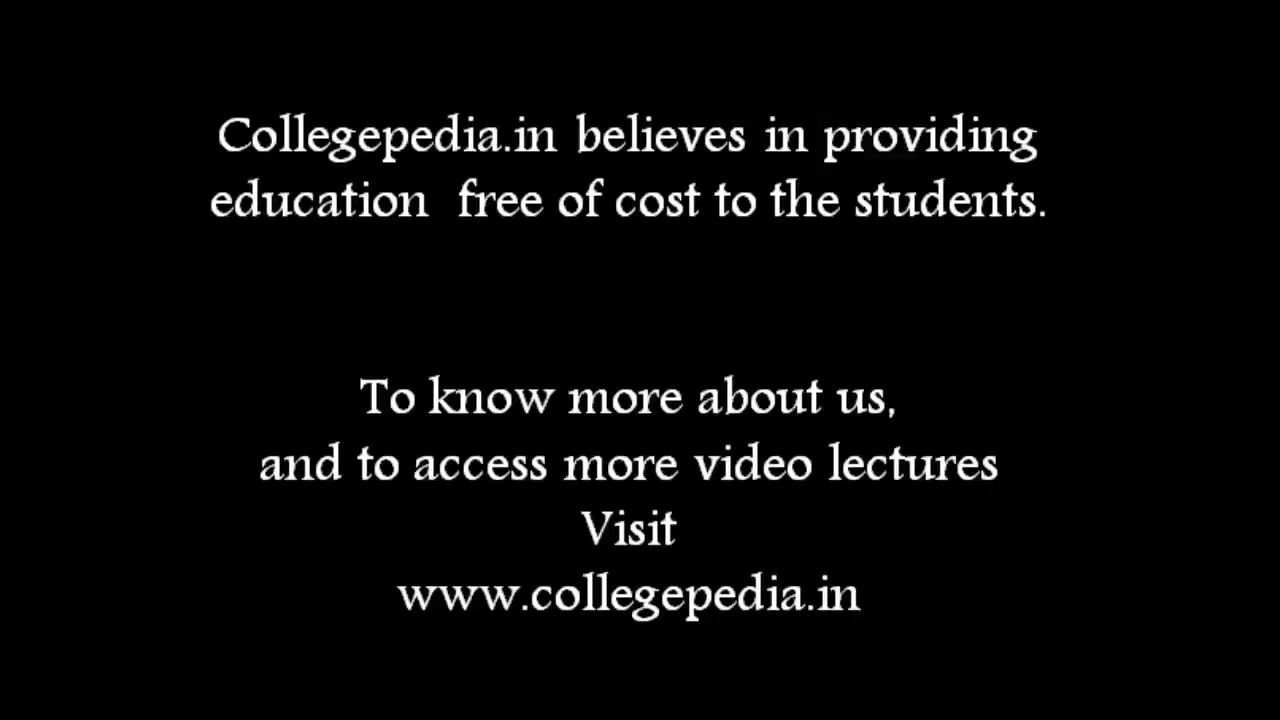 Collegepedia.in believes in providing
education  free of cost to the students.
To know more about us,
and to access more video lectures
Visit
www.collegepedia.in